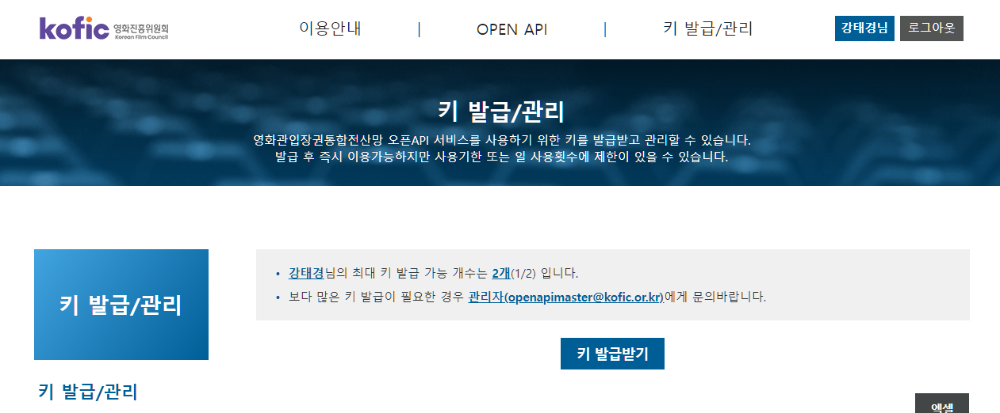 kofic 영화진흥위원회
Korean Film Council
이용안내 | OPEN API | 키 발급/관리
강태경님 로그아웃
키 발급/관리
영화관입장권통합전산망 오픈API 서비스를 사용하기 위한 키를 발급받고 관리할 수 있습니다.
발급 후 즉시 이용가능하지만 사용기한 또는 일 사용횟수에 제한이 있을 수 있습니다.
키 발급/관리
키 발급/관리
• 강태경님의 최대 키 발급 가능 개수는 2개(1/2) 입니다.
• 보다 많은 키 발급이 필요한 경우 관리자(openapimaster@kofic.or.kr)에게 문의바랍니다.
키 발급받기
엑셀